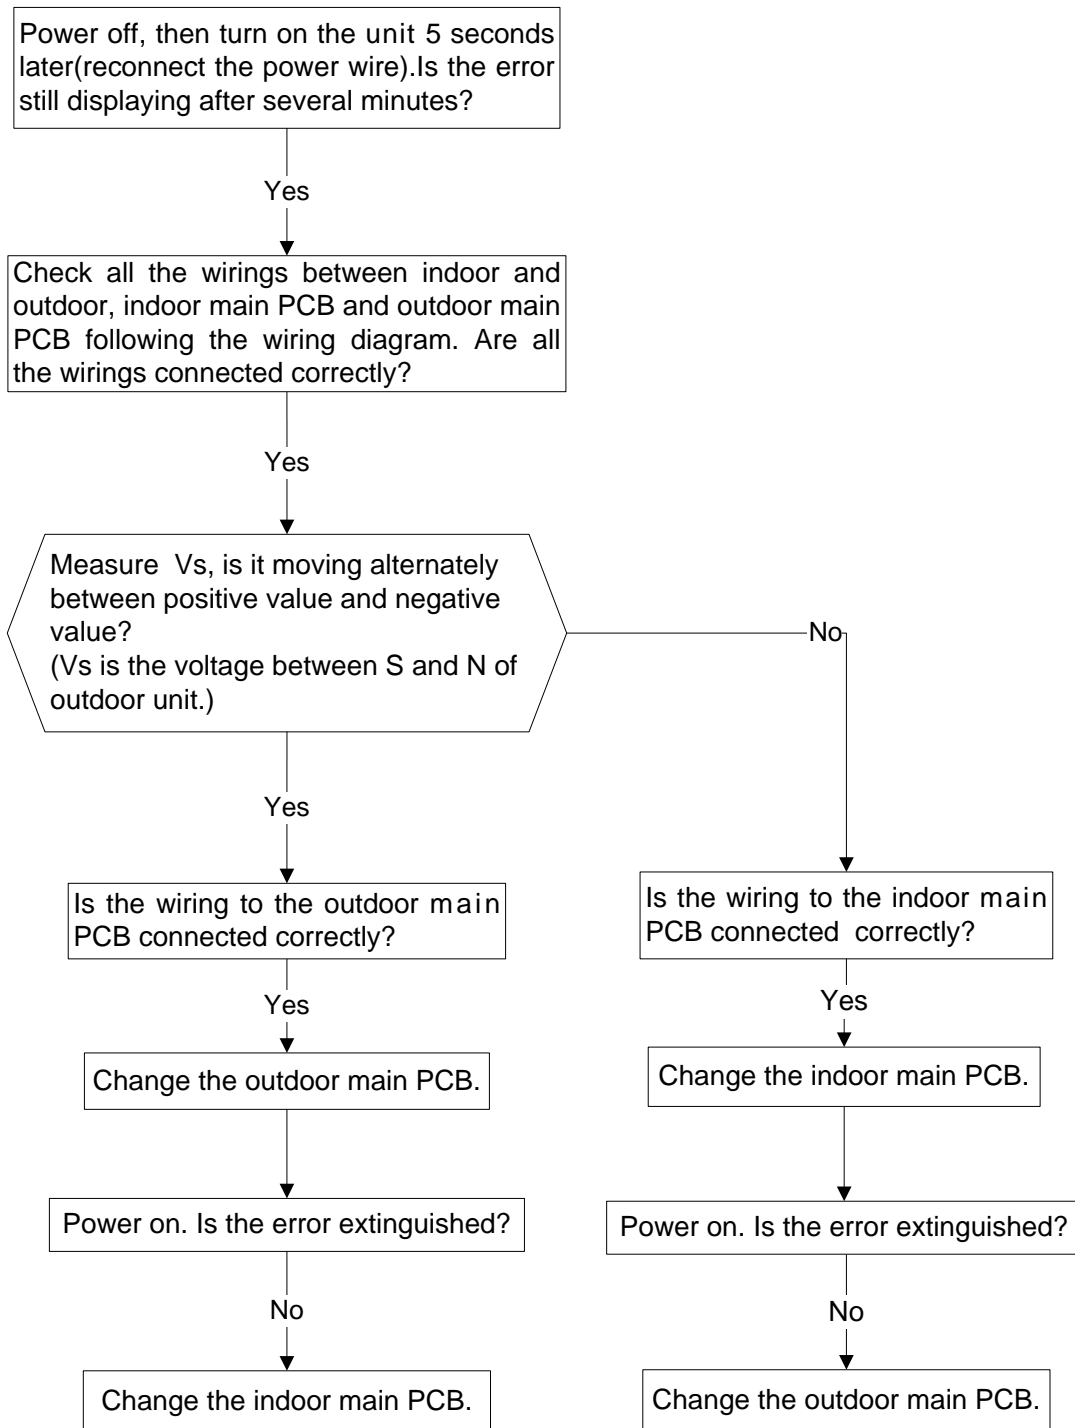 Power off, then turn on the unit 5 seconds
later(reconnect the power wire).Is the error
still displaying after several minutes?
Yes
Check all the wirings between indoor and
outdoor, indoor main PCB and outdoor main
PCB following the wiring diagram. Are all
the wirings connected correctly?
Yes
Measure Vs, is it moving alternately
between positive value and negative
value?
(Vs is the voltage between S and N of
outdoor unit.)
No
Yes
Is the wiring to the outdoor main
PCB connected correctly?
Yes
Change the outdoor main PCB.
Power on. Is the error extinguished?
No
Change the indoor main PCB.
Is the wiring to the indoor main
PCB connected correctly?
Yes
Change the indoor main PCB.
Power on. Is the error extinguished?
No
Change the outdoor main PCB.